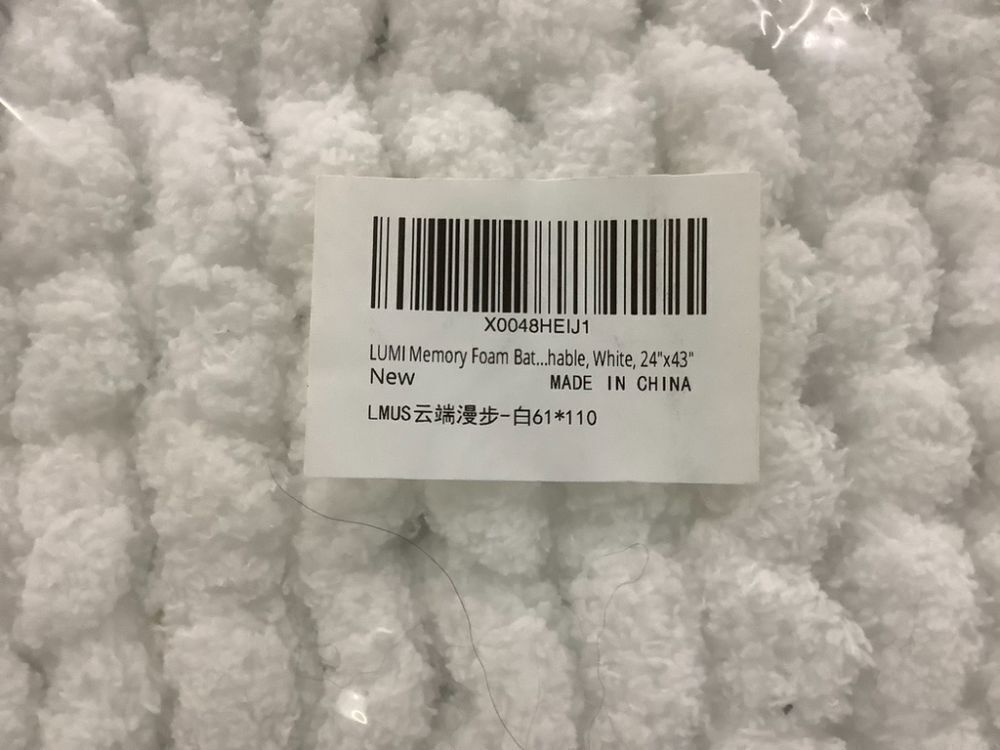 X0048HEIJ1
LUMI Memory Foam Bat...hable, White, 24"x43"
New MADE IN CHINA
LMUS云端漫步-白61*110